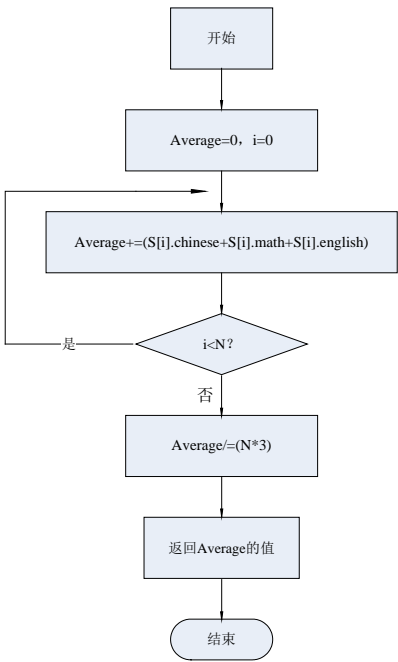 开始
Average=0，i=0
Average+=(S[i].chinese+S[i].math+S[i].english)
i<N?
是
否
Average/=(N*3)
返回Average的值
结束